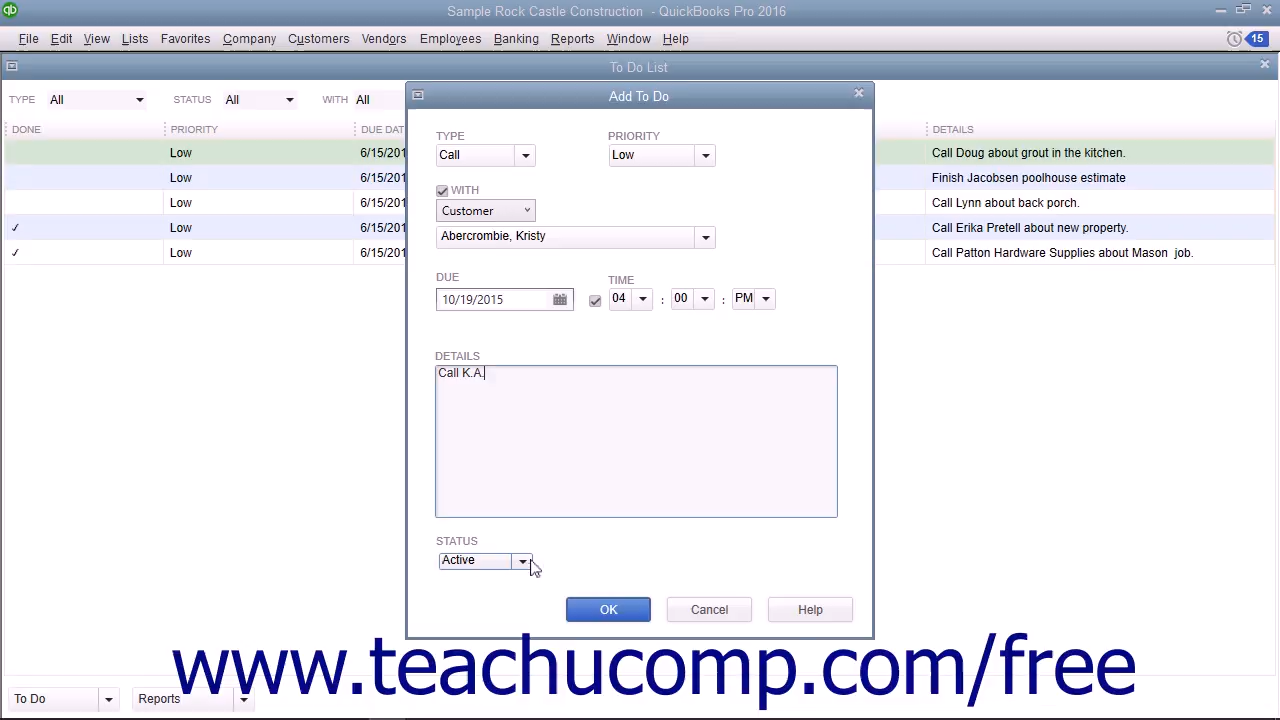 qb Sample Rock Castle Construction - QuickBooks Pro 2016
File Edit View Lists Favorites Company Customers Vendors Employees Banking Reports Window Help 15
To Do List
TYPE All STATUS All WITH All
Add To Do
DONE PRIORITY DUE DAT DETAILS
Low 6/15/201 Call Doug about grout in the kitchen.
Low 6/15/201 Finish Jacobsen poolhouse estimate
Low 6/15/201 Call Lynn about back porch.
✓ Low 6/15/201 Call Erika Pretell about new property.
✓ Low 6/15/201 Call Patton Hardware Supplies about Mason job.
TYPE PRIORITY
Call Low
WITH
Customer
Abercrombie, Kristy
DUE TIME
10/19/2015 04 : 00 : PM
DETAILS
Call K.A.
STATUS
Active
OK Cancel Help
www.teachucomp.com/free
To Do Reports